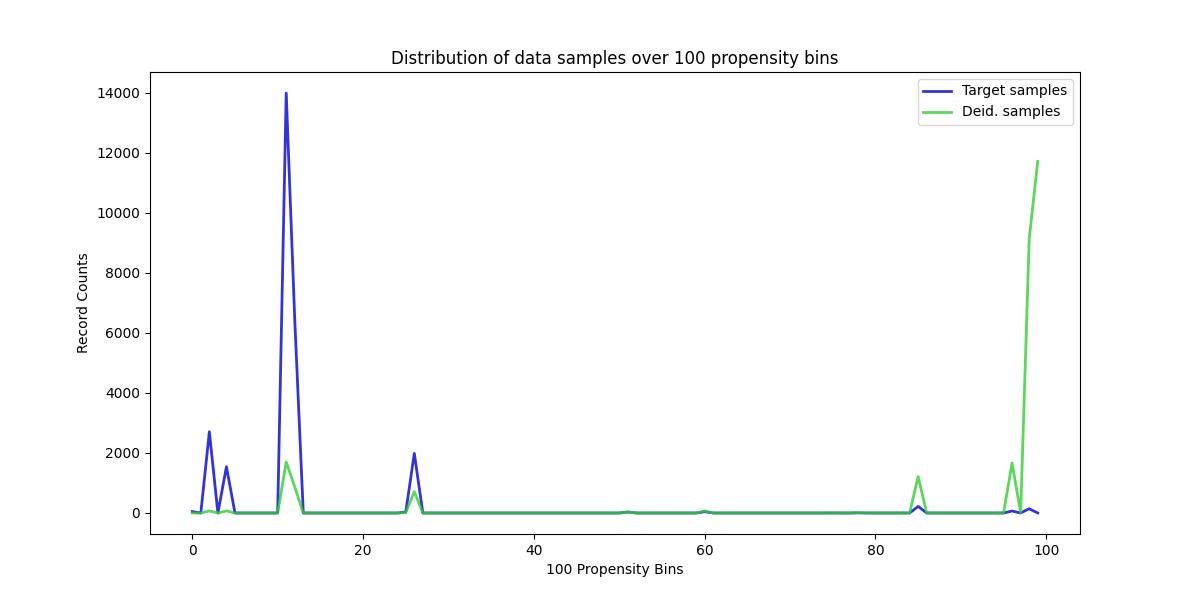 Distribution of data samples over 100 propensity bins
Target samples
Deid. samples
Record Counts
14000
12000
10000
8000
6000
4000
2000
0
0 20 40 60 80 100
100 Propensity Bins